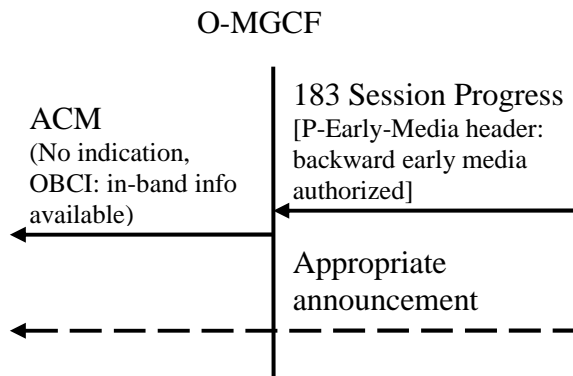 O-MGCF
183 Session Progress
[P-Early-Media header:
backward early media
authorized]
ACM
(No indication,
OBCI: in-band info
available)
Appropriate
announcement